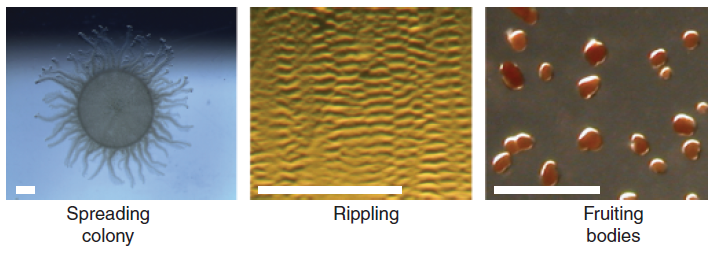 Spreading
colony
Rippling
Fruiting
bodies